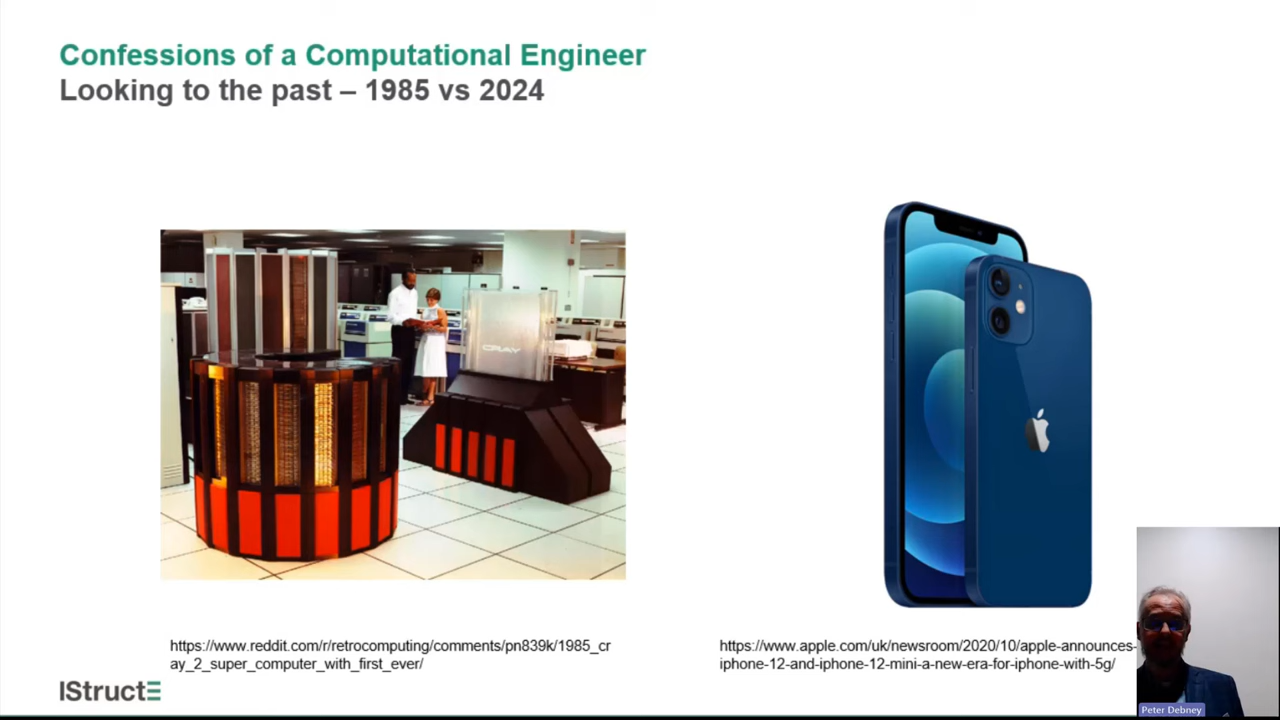 Confessions of a Computational Engineer
Looking to the past – 1985 vs 2024
CRAY
https://www.reddit.com/r/retrocomputing/comments/pn839k/1985_cr
ay_2_super_computer_with_first_ever/
https://www.apple.com/uk/newsroom/2020/10/apple-announces-
iphone-12-and-iphone-12-mini-a-new-era-for-iphone-with-5g/
IStructE
Peter Debney